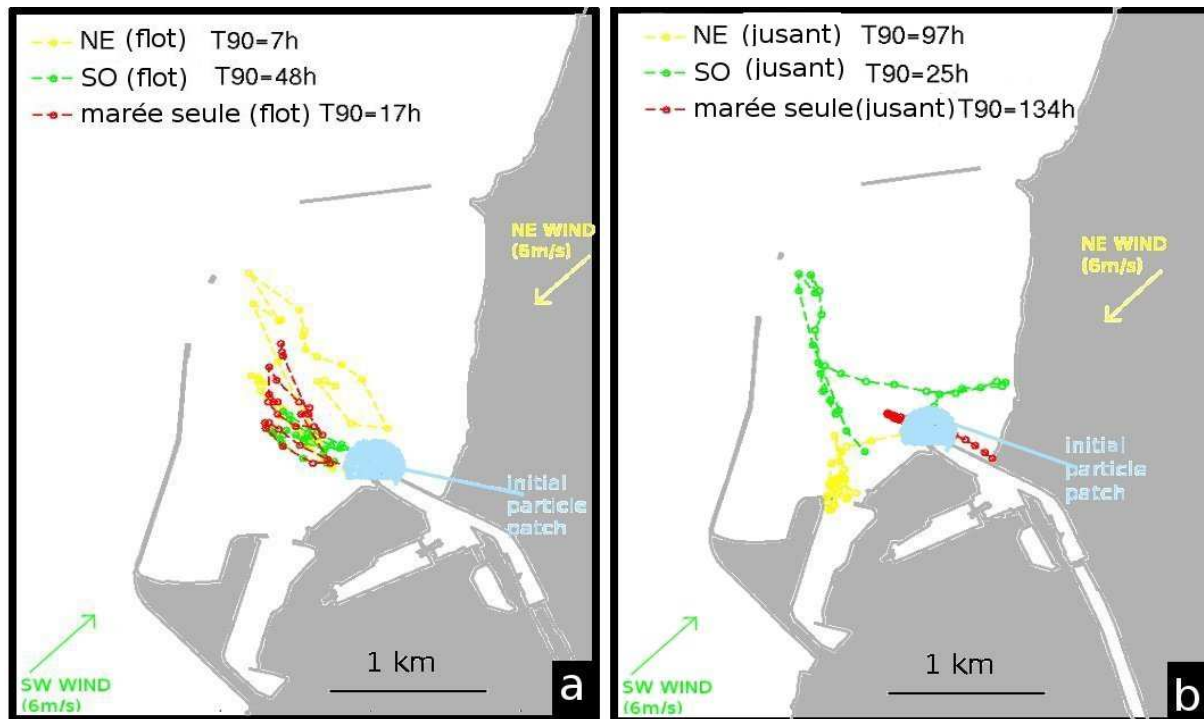 NE (flot) T90=7h
SO (flot) T90=48h
marée seule (flot) T90=17h
NE WIND
(6m/s)
initial
particle
patch
1 km
SW WIND
(6m/s)
a
NE (jusant) T90=97h
SO (jusant) T90=25h
marée seule(jusant) T90=134h
NE WIND
(6m/s)
initial
particle
patch
1 km
SW WIND
(6m/s)
b